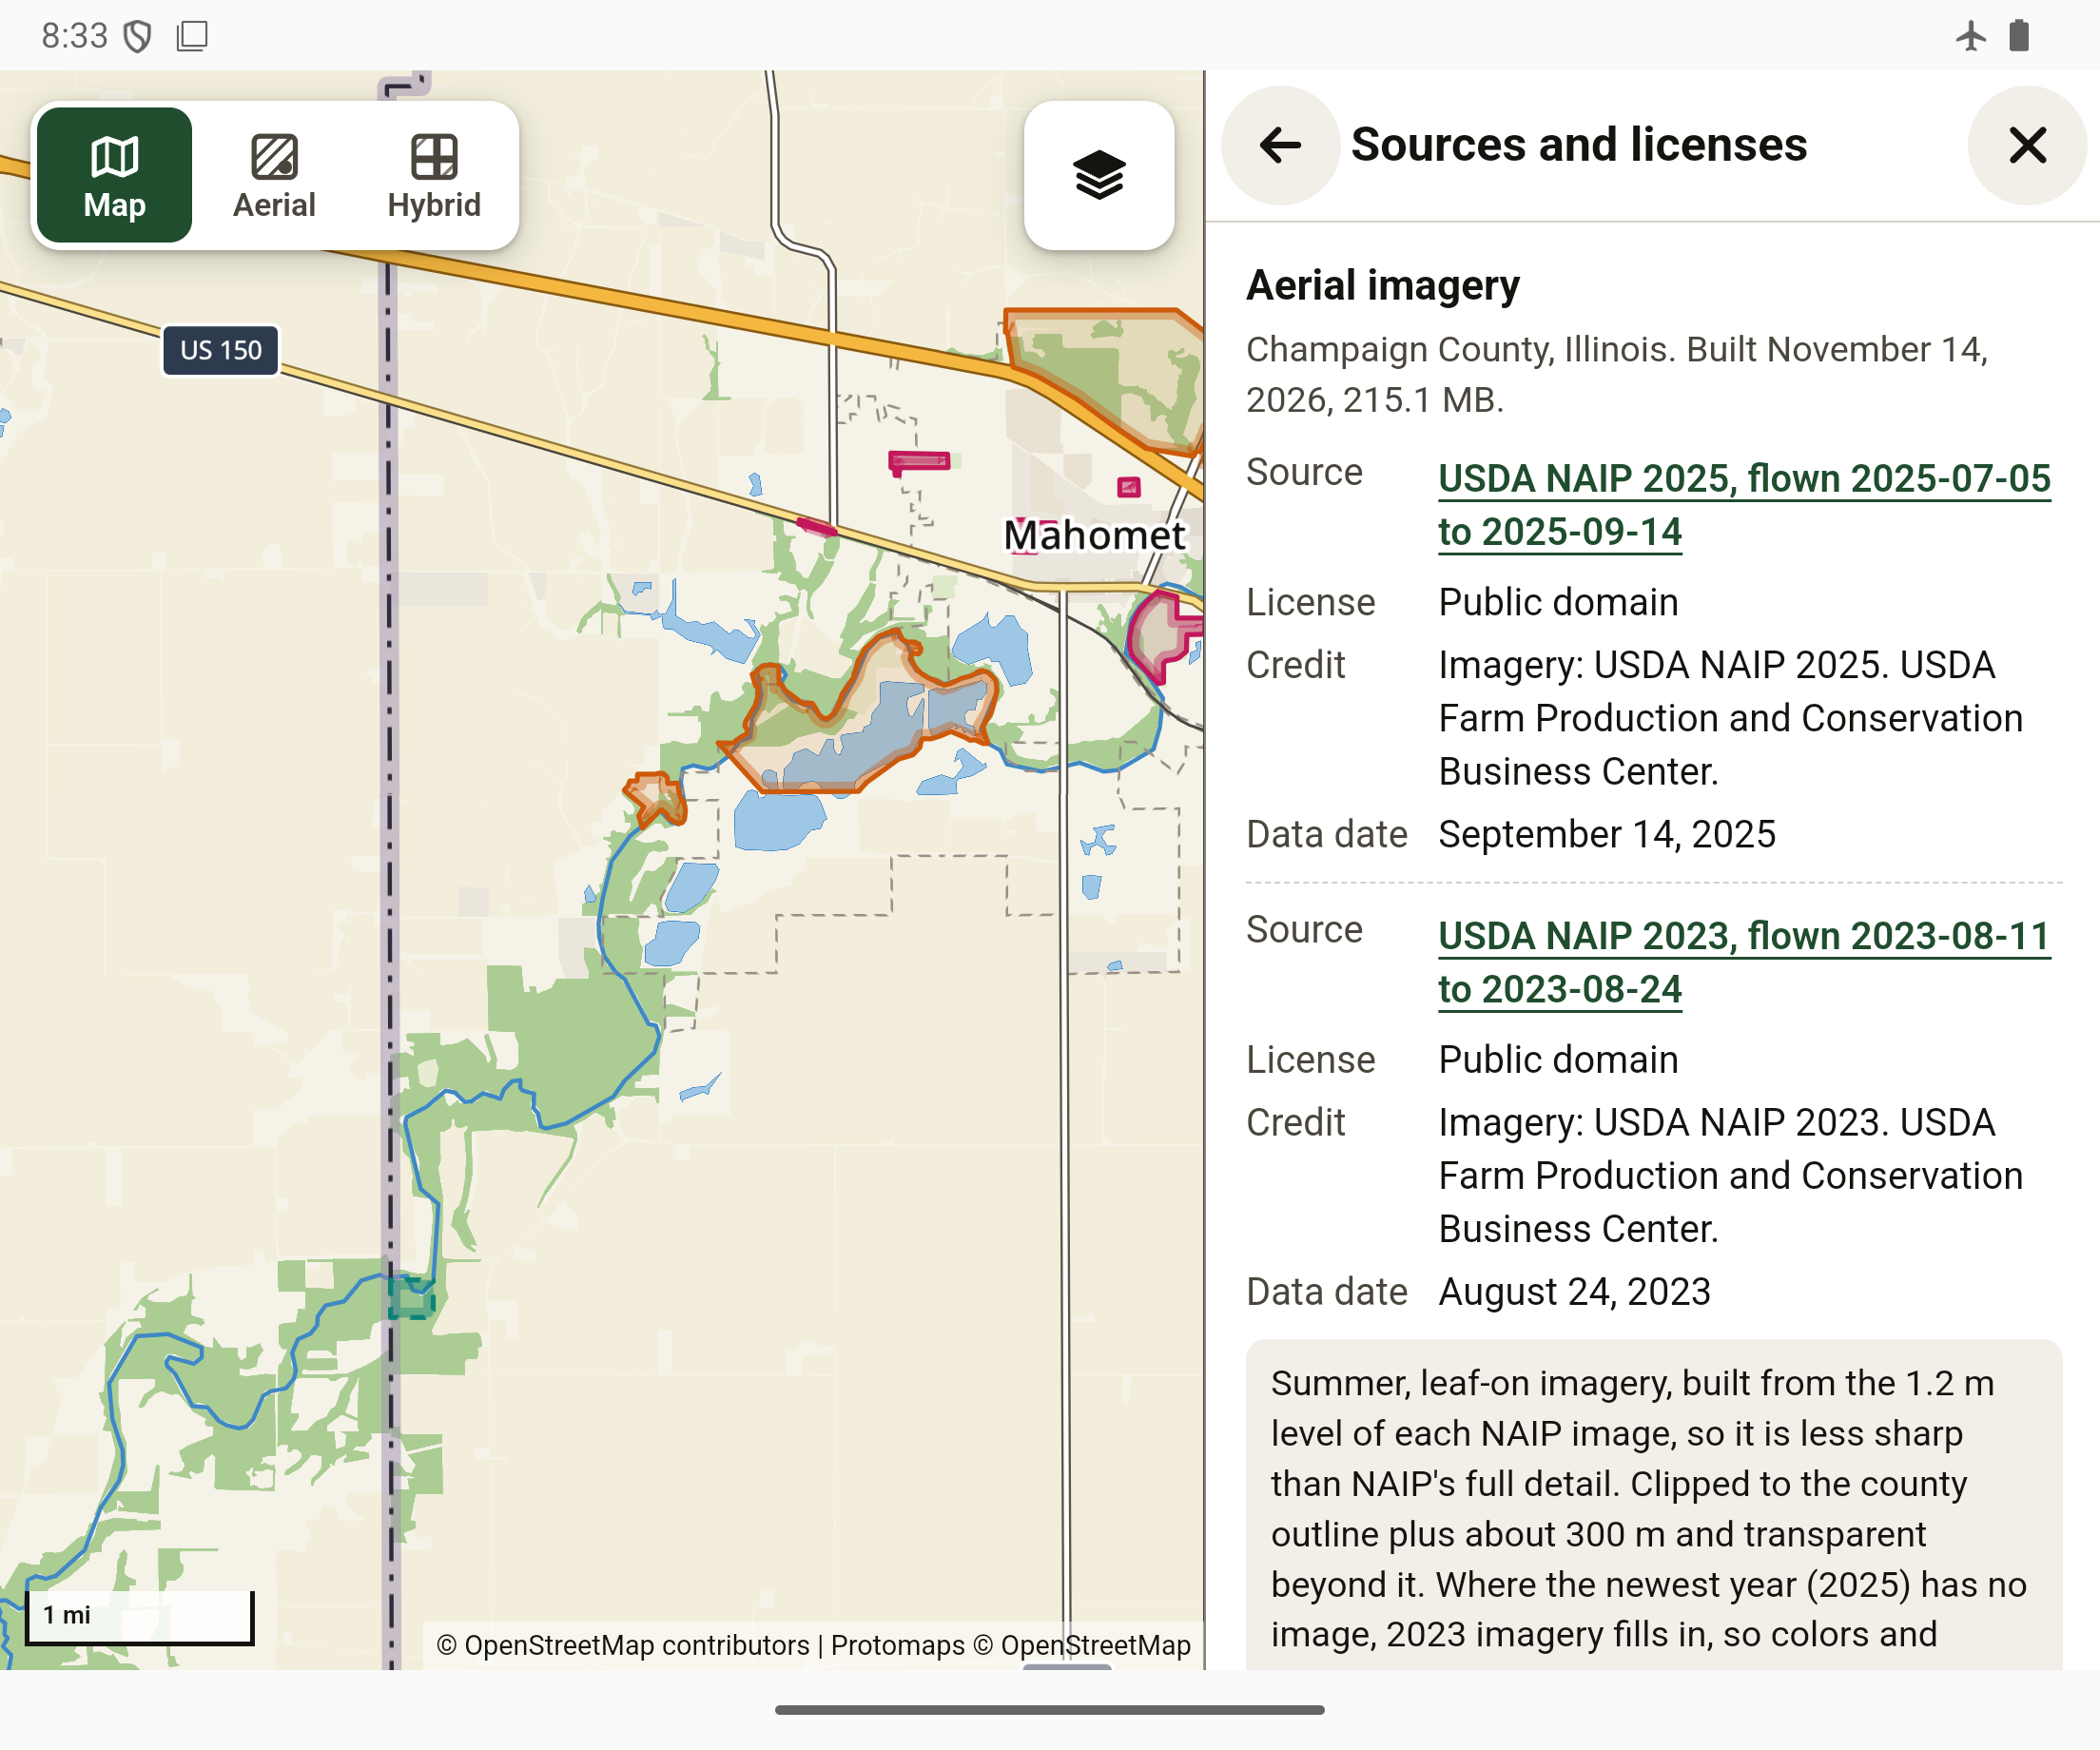 8:33
Map
Aerial
Hybrid
US 150
Mahomet
1 mi
© OpenStreetMap contributors | Protomaps © OpenStreetMap
Sources and licenses
Aerial imagery
Champaign County, Illinois. Built November 14,
2026, 215.1 MB.
Source
USDA NAIP 2025, flown 2025-07-05
to 2025-09-14
License
Public domain
Credit
Imagery: USDA NAIP 2025. USDA
Farm Production and Conservation
Business Center.
Data date
September 14, 2025
Source
USDA NAIP 2023, flown 2023-08-11
to 2023-08-24
License
Public domain
Credit
Imagery: USDA NAIP 2023. USDA
Farm Production and Conservation
Business Center.
Data date
August 24, 2023
Summer, leaf-on imagery, built from the 1.2 m
level of each NAIP image, so it is less sharp
than NAIP's full detail. Clipped to the county
outline plus about 300 m and transparent
beyond it. Where the newest year (2025) has no
image, 2023 imagery fills in, so colors and